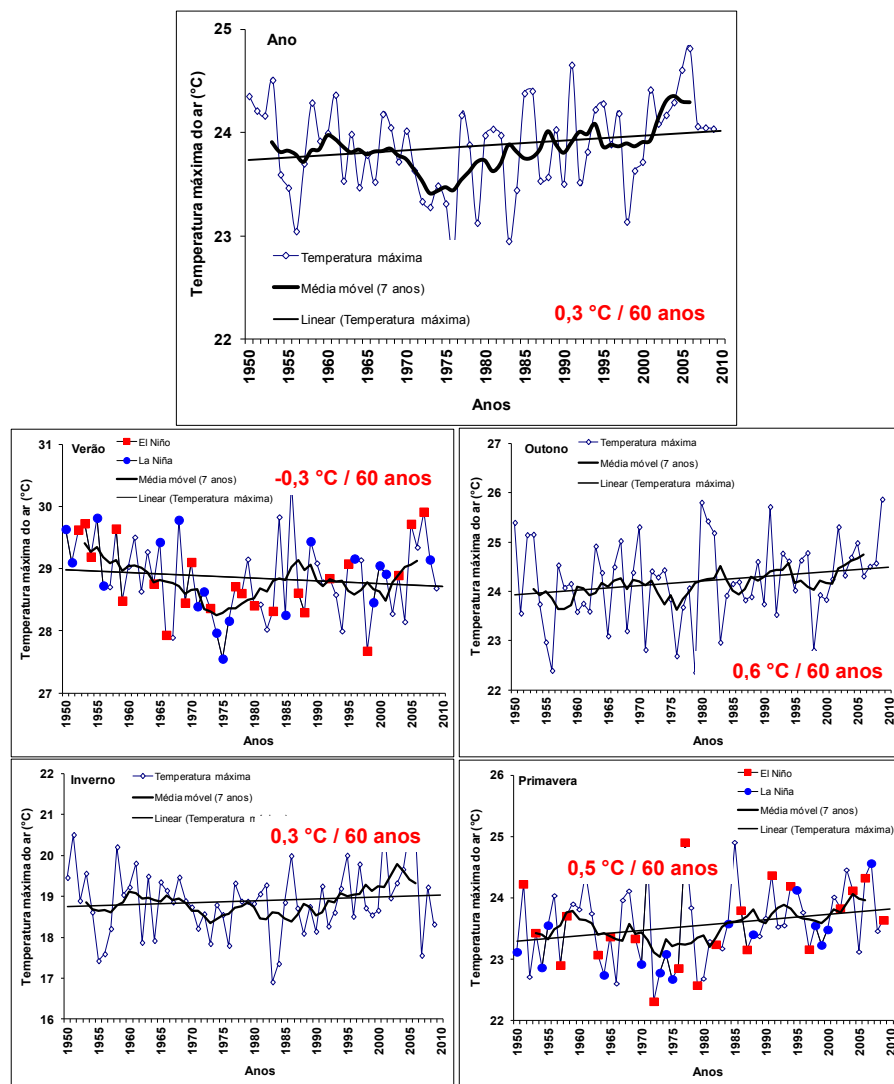 Ano
Temperatura máxima do ar (°C)
25
24
23
22
Temperatura máxima
Média móvel (7 anos)
Linear (Temperatura máxima)
0,3 °C / 60 anos
1950
1955
1960
1965
1970
1975
1980
1985
1990
1995
2000
2005
2010
Anos
Verão
El Niño
La Niña
Média móvel (7 anos)
Linear (Temperatura máxima)
-0,3 °C / 60 anos
Temperatura máxima do ar (°C)
31
30
29
28
27
1950
1955
1960
1965
1970
1975
1980
1985
1990
1995
2000
2005
2010
Anos
Outono
Temperatura máxima
Média móvel (7 anos)
Linear (Temperatura máxima)
Temperatura máxima do ar (°C)
27
26
25
24
23
22
0,6 °C / 60 anos
1950
1955
1960
1965
1970
1975
1980
1985
1990
1995
2000
2005
2010
Anos
Inverno
Temperatura máxima
Média móvel (7 anos)
Linear (Temperatura
0,3 °C / 60 anos
Temperatura máxima do ar (°C)
22
21
20
19
18
17
16
1950
1955
1960
1965
1970
1975
1980
1985
1990
1995
2000
2005
2010
Anos
Primavera
El Niño
La Niña
Média móvel (7 anos)
Linear (Temperatura máxima)
0,5 °C / 60 anos
Temperatura máxima do ar (°C)
26
25
24
23
22
1950
1955
1960
1965
1970
1975
1980
1985
1990
1995
2000
2005
2010
Anos